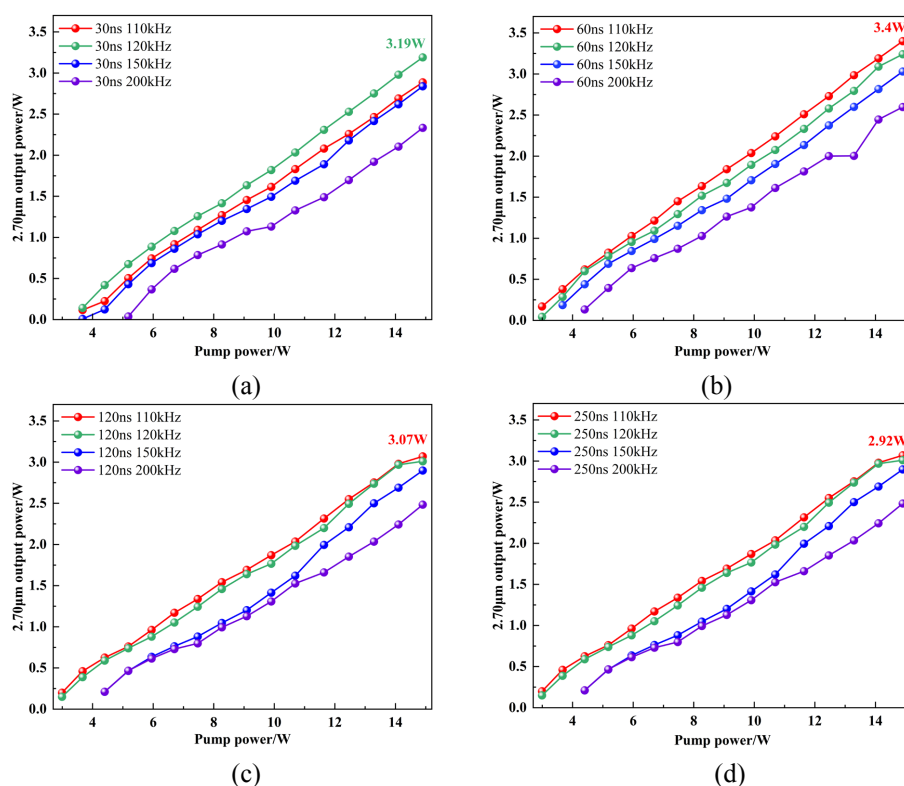 30ns 110kHz
30ns 120kHz
30ns 150kHz
30ns 200kHz
3.19W
3.5
3.0
2.5
2.0
1.5
1.0
0.5
0.0
2.70μm output power/W
4 6 8 10 12 14
Pump power/W
(a)
60ns 110kHz
60ns 120kHz
60ns 150kHz
60ns 200kHz
3.4W
3.5
3.0
2.5
2.0
1.5
1.0
0.5
0.0
2.70μm output power/W
4 6 8 10 12 14
Pump power/W
(b)
120ns 110kHz
120ns 120kHz
120ns 150kHz
120ns 200kHz
3.07W
3.5
3.0
2.5
2.0
1.5
1.0
0.5
0.0
2.70μm output power/W
4 6 8 10 12 14
Pump power/W
(c)
250ns 110kHz
250ns 120kHz
250ns 150kHz
250ns 200kHz
2.92W
3.5
3.0
2.5
2.0
1.5
1.0
0.5
0.0
2.70μm output power/W
4 6 8 10 12 14
Pump power/W
(d)